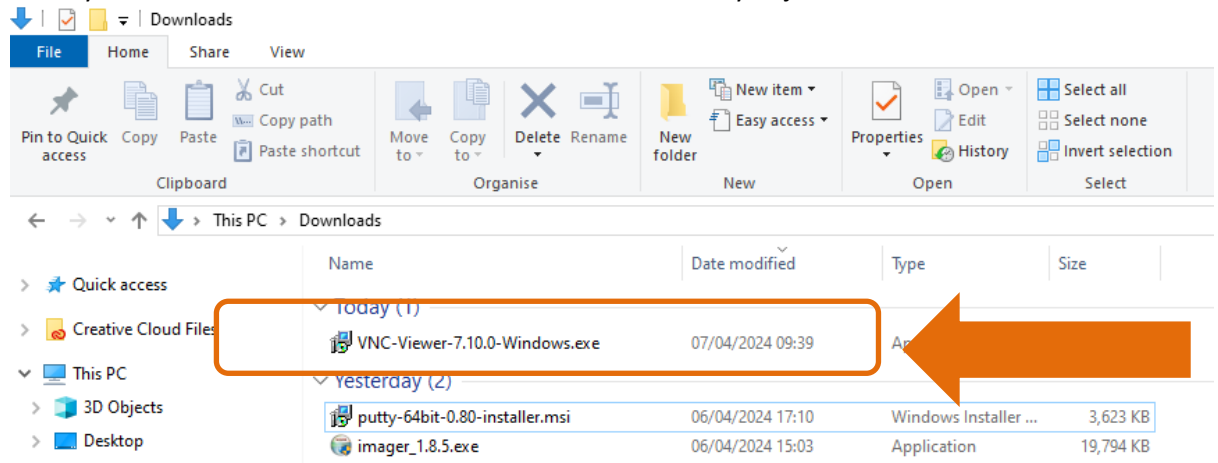 Downloads
File Home Share View
Pin to Quick access
Copy
Paste
Cut
Copy path
Paste shortcut
Clipboard
Move to
Copy to
Delete
Rename
Organise
New folder
New item
Easy access
New
Properties
Open
Edit
History
Open
Select all
Select none
Invert selection
Select
This PC > Downloads
Name Date modified Type Size
Quick access
Creative Cloud Files
This PC
3D Objects
Desktop
Today (1)
VNC-Viewer-7.10.0-Windows.exe 07/04/2024 09:39
Yesterday (2)
putty-64bit-0.80-installer.msi 06/04/2024 17:10 Windows Installer ... 3,623 KB
imager_1.8.5.exe 06/04/2024 15:03 Application 19,794 KB